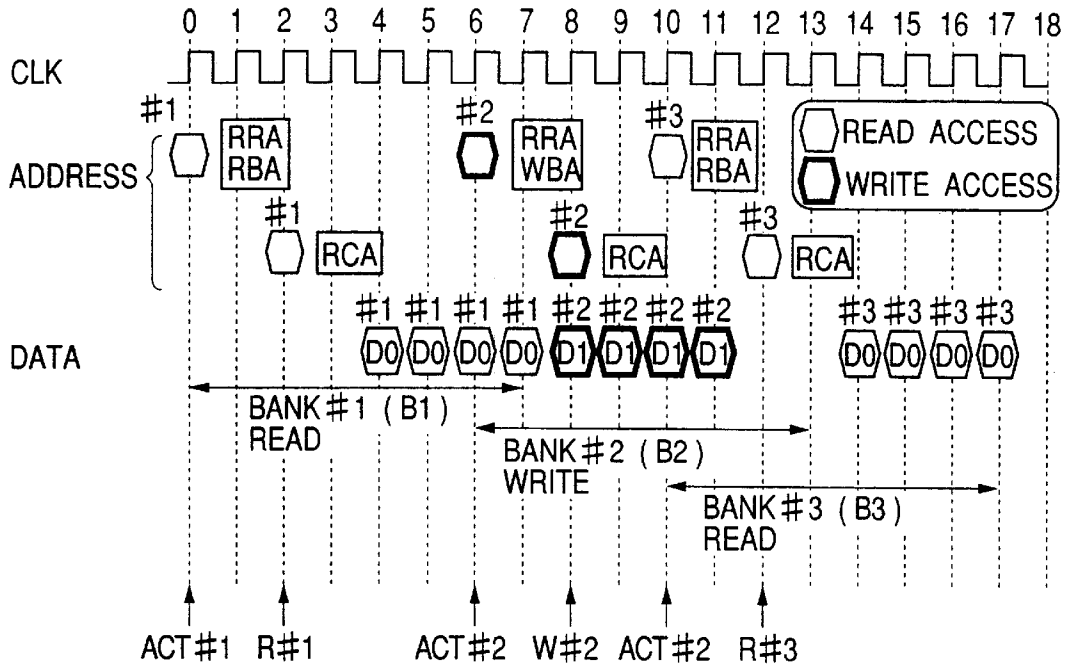 0 1 2 3 4 5 6 7 8 9 10 11 12 13 14 15 16 17 18
CLK
#1 #2 #3
RRA RRA RRA READ ACCESS
RBA WBA RBA
ADDRESS WRITE ACCESS
#1 #2 #3
RCA RCA RCA
#1 #1 #1 #1 #2 #2 #2 #2 #3 #3 #3 #3
DATA D0 D0 D0 D0 D1 D1 D1 D1 D0 D0 D0 D0
BANK#1 (B1)
READ
BANK#2 (B2)
WRITE
BANK#3 (B3)
READ
ACT#1 R#1 ACT#2 W#2 ACT#2 R#3